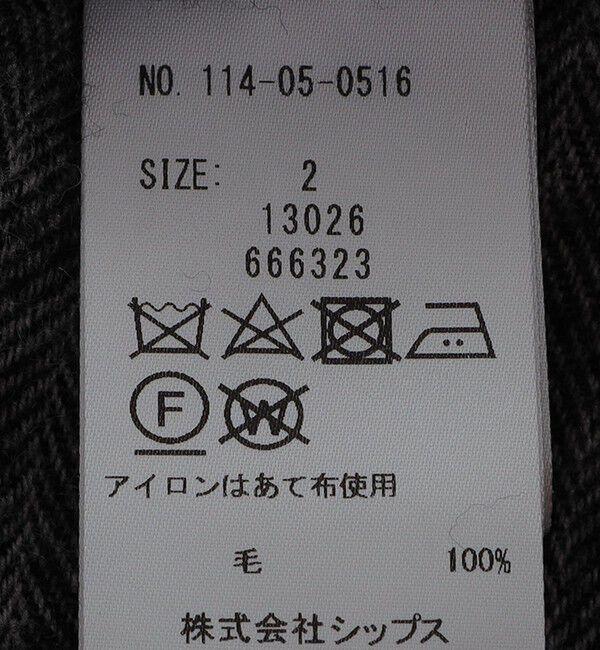 NO. 114-05-0516
SIZE: 2
13026
666323
F W
アイロンはあて布使用
毛 100%
株式会社シップス